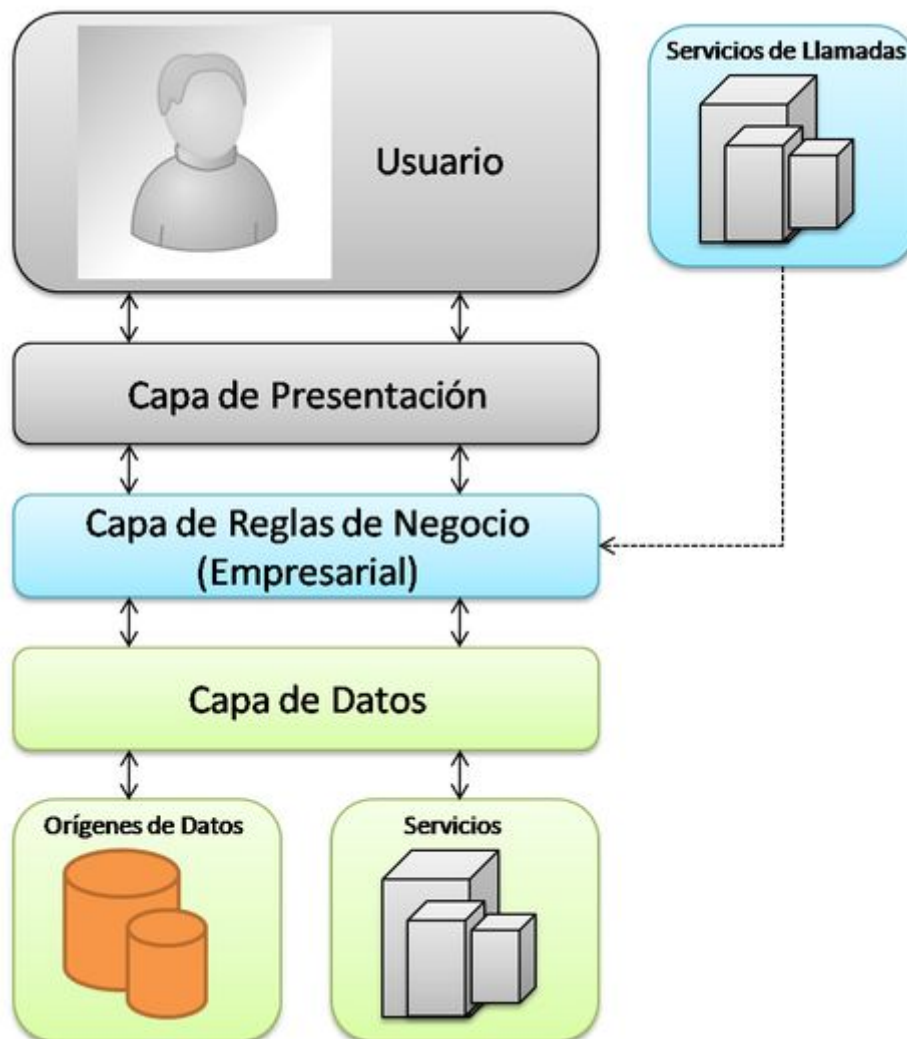 Usuario
Servicios de Llamadas
Capa de Presentación
Capa de Reglas de Negocio
(Empresarial)
Capa de Datos
Orígenes de Datos
Servicios